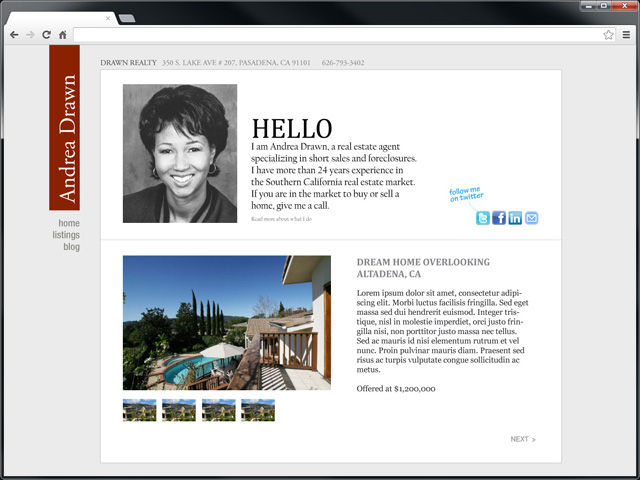 DRAWN REALTY 350 S. LAKE AVE # 207, PASADENA, CA 91101 626-793-3402
Andrea Drawn
home
listings
blog
HELLO
I am Andrea Drawn, a real estate agent
specializing in short sales and foreclosures.
I have more than 24 years experience in
the Southern California real estate market.
If you are in the market to buy or sell a
home, give me a call.
Read more about what I do
follow me
on twitter
DREAM HOME OVERLOOKING
ALTADENA, CA
Lorem ipsum dolor sit amet, consectetur adipi-
scing elit. Morbi luctus facilisis fringilla. Sed eget
massa sed dui hendrerit euismod. Integer tris-
tique, nisl in molestie imperdiet, orci justo frin-
gilla nisi, non porttitor justo massa nec tellus.
Sed ac mauris id nisi elementum rutrum et vel
nunc. Proin pulvinar mauris diam. Praesent sed
risus ac turpis vulputate congue sollicitudin ac
metus.
Offered at $1,200,000
NEXT >